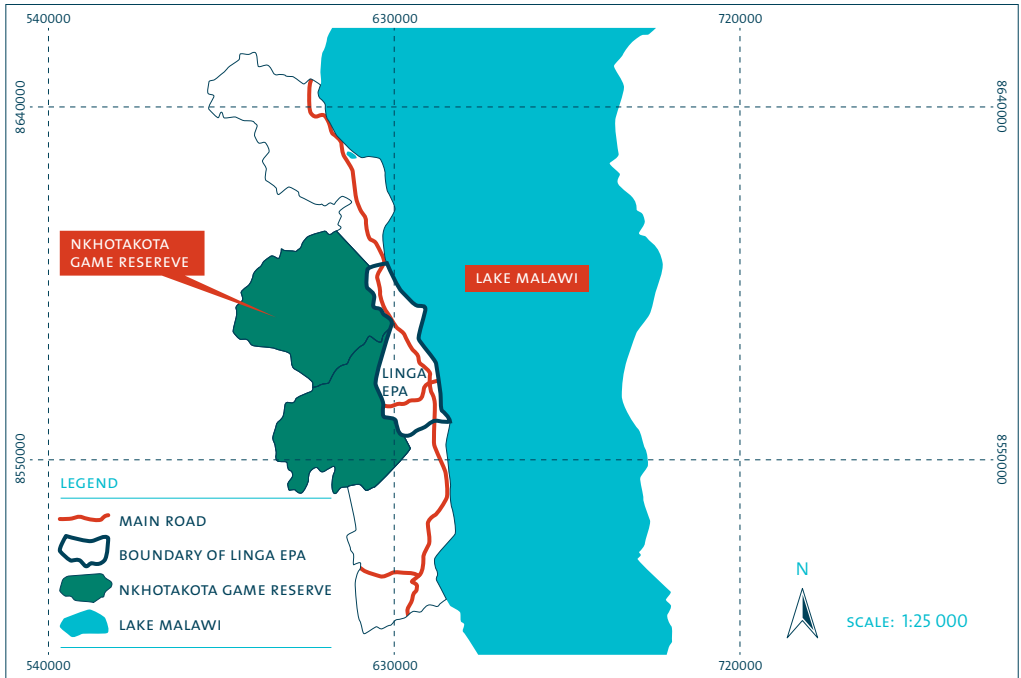 540000
630000
720000
8640000
8640000
NKHOTAKOTA
GAME RESEREVE
LAKE MALAWI
LINGA
EPA
8550000
8550000
LEGEND
MAIN ROAD
BOUNDARY OF LINGA EPA
NKHOTAKOTA GAME RESERVE
LAKE MALAWI
N
SCALE: 1:25 000
540000
630000
720000